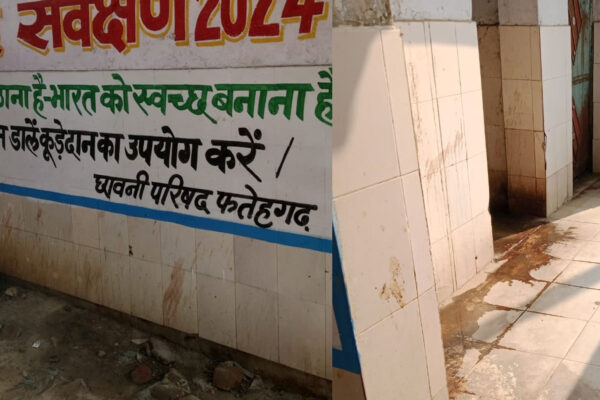 सर्वेक्षण 2024
है-भारत को स्वच्छ बनाना है
डालें कूड़ेदान का उपयोग करें /
छावनी परिषद फतेहगढ़